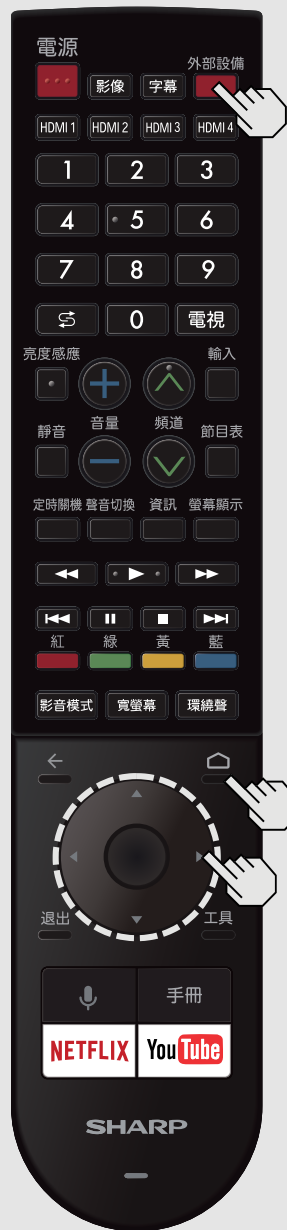 電源
外部設備
影像 字幕
HDMI 1 HDMI 2 HDMI 3 HDMI 4
1 2 3
4 5 6
7 8 9
0 電視
亮度感應 輸入
靜音 音量 頻道 節目表
定時關機 聲音切換 資訊 螢幕顯示
紅 綠 黃 藍
影音模式 寬螢幕 環繞聲
退出 工具
手冊
NETFLIX YouTube
SHARP